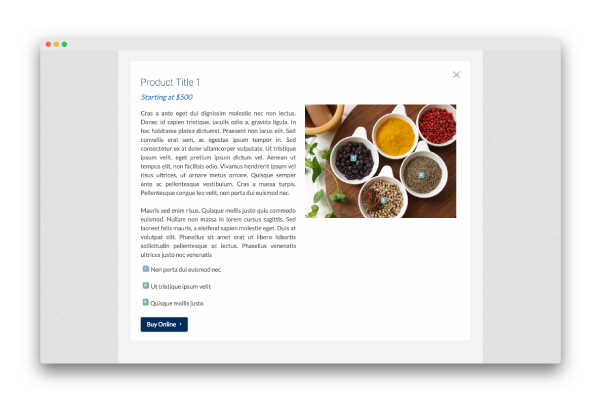 Product Title 1
Starting at $500
Cras a ante eget dui dignissim molestie nec non lectus.
Donec id sapien tristique, iaculis odio a, gravida ligula. In
hac habitasse platea dictumst. Praesent non lacus elit. Sed
convallis erat sem, ac egestas ipsum tempor in. Sed
consectetur ex at dolor ullamcorper vulputate. Ut tristique
ipsum velit, eget pretium ipsum dictum vel. Aenean ut
tempus elit, non facilisis odio. Vivamus hendrerit ipsum vel
risus ultrices, ut ornare metus ornare. Quisque semper
ante ac pellentesque vestibulum. Cras a massa turpis.
Pellentesque congue leo velit, non porta dui euismod nec.
Mauris sed enim risus. Quisque mollis justo quis commodo
euismod. Nullam non massa in lorem cursus sagittis. Sed
laoreet felis mauris, a eleifend sapien molestie eget. Duis at
volutpat elit. Phasellus sit amet erat ut libero lobortis
sollicitudin pellentesque ac lectus. Phasellus venenatis
ultrices justo nec venenatis
Non porta dui euismod nec
Ut tristique ipsum velit
Quisque mollis justo
Buy Online